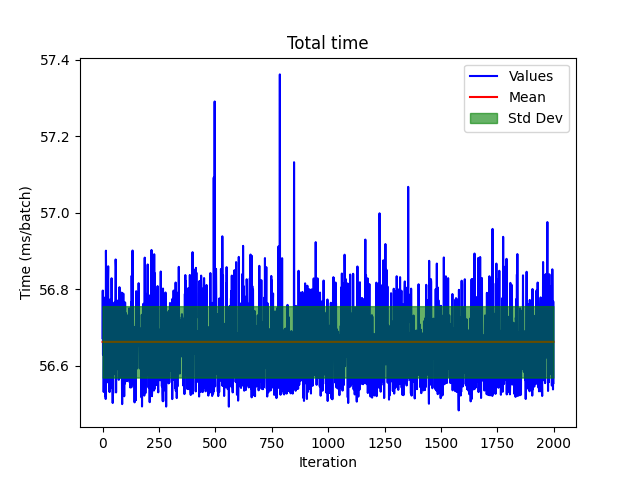 Total time
57.4
57.2
57.0
56.8
56.6
Time (ms/batch)
Values
Mean
Std Dev
0 250 500 750 1000 1250 1500 1750 2000
Iteration